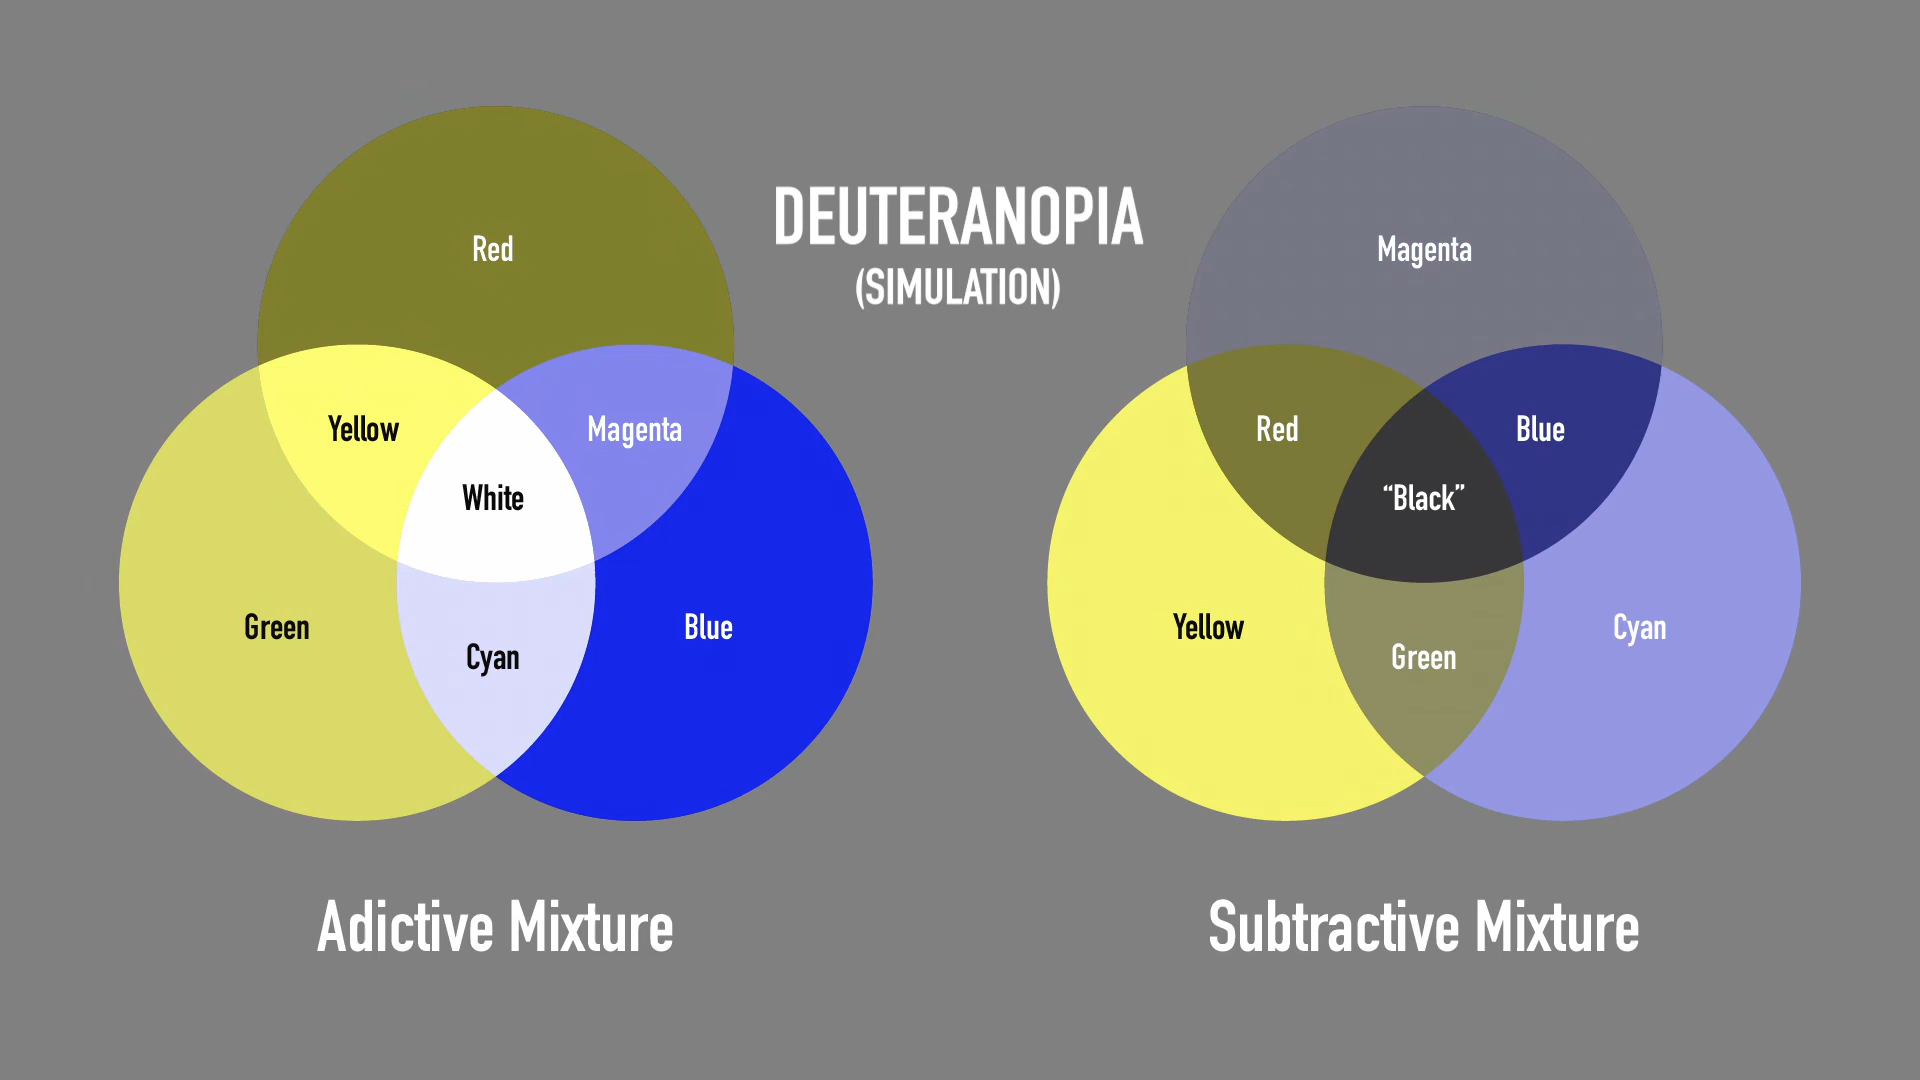 DEUTERANOPIA
(SIMULATION)
Red
Yellow
Magenta
White
Green
Cyan
Blue
Adictive Mixture
Magenta
Red
Blue
“Black”
Yellow
Green
Cyan
Subtractive Mixture